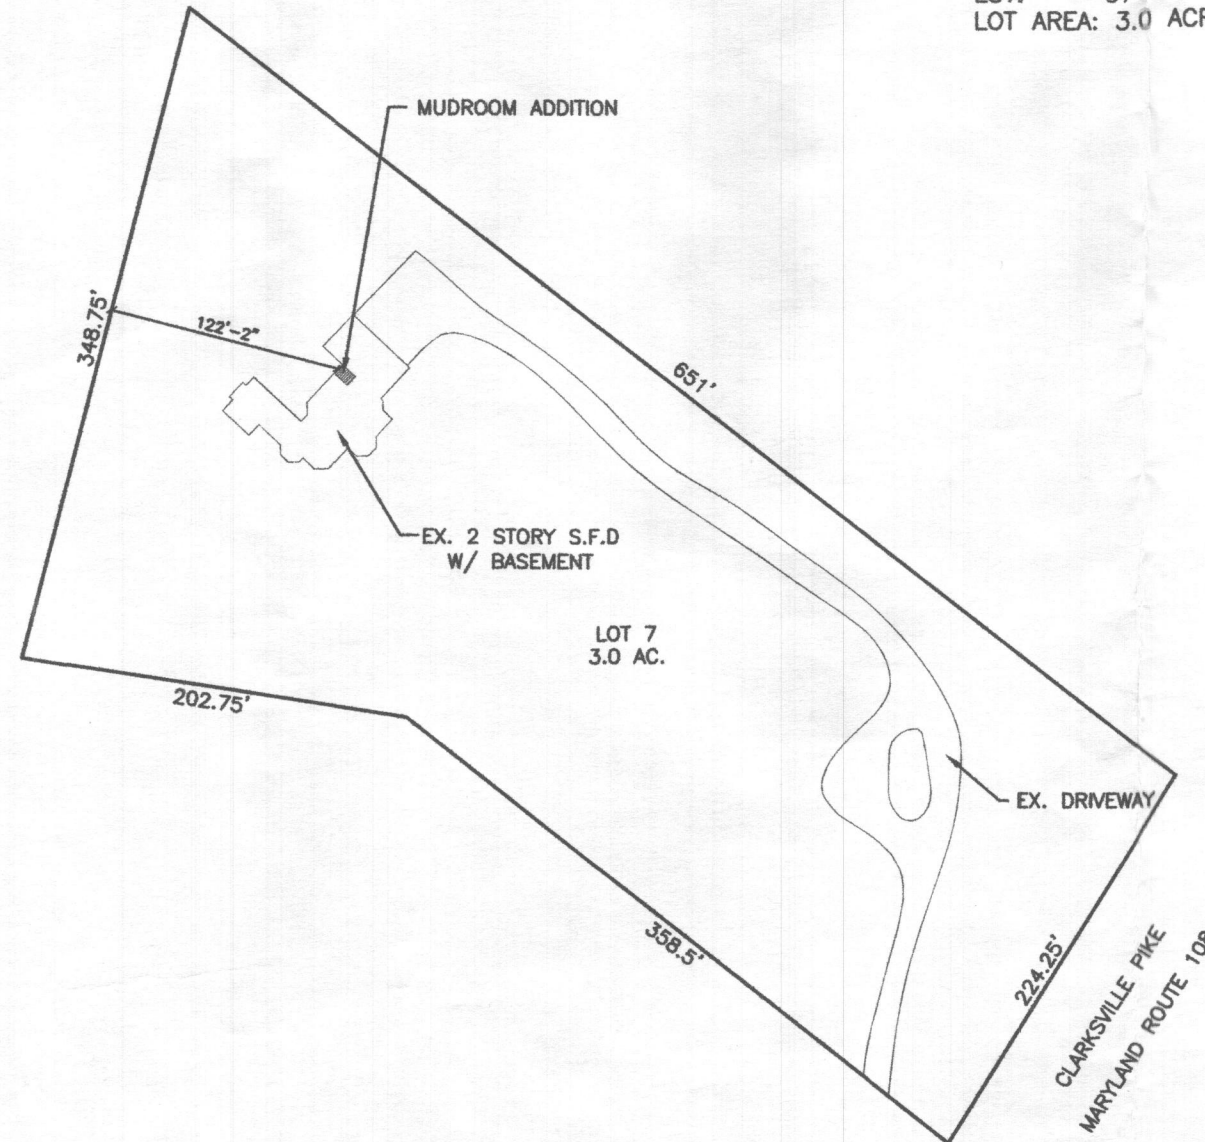 LOT AREA: 3.0 ACR
MUDROOM ADDITION
348.75'
122'-2"
651'
EX. 2 STORY S.F.D
W/ BASEMENT
LOT 7
3.0 AC.
202.75'
EX. DRIVEWAY
358.5'
224.25'
CLARKSVILLE PIKE
MARYLAND ROUTE 108